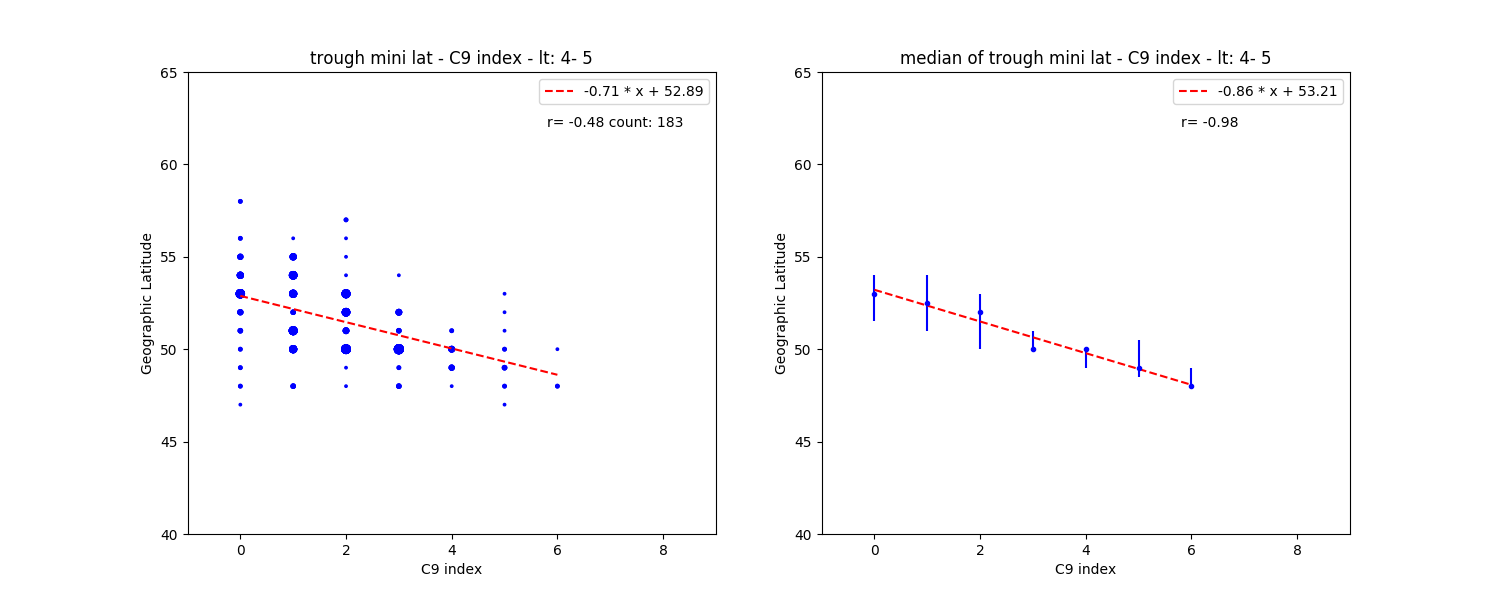 trough mini lat - C9 index - lt: 4- 5
65
60
55
50
45
40
Geographic Latitude
-0.71 * x + 52.89
r= -0.48 count: 183
0 2 4 6 8
C9 index
median of trough mini lat - C9 index - lt: 4- 5
65
60
55
50
45
40
Geographic Latitude
-0.86 * x + 53.21
r= -0.98
0 2 4 6 8
C9 index